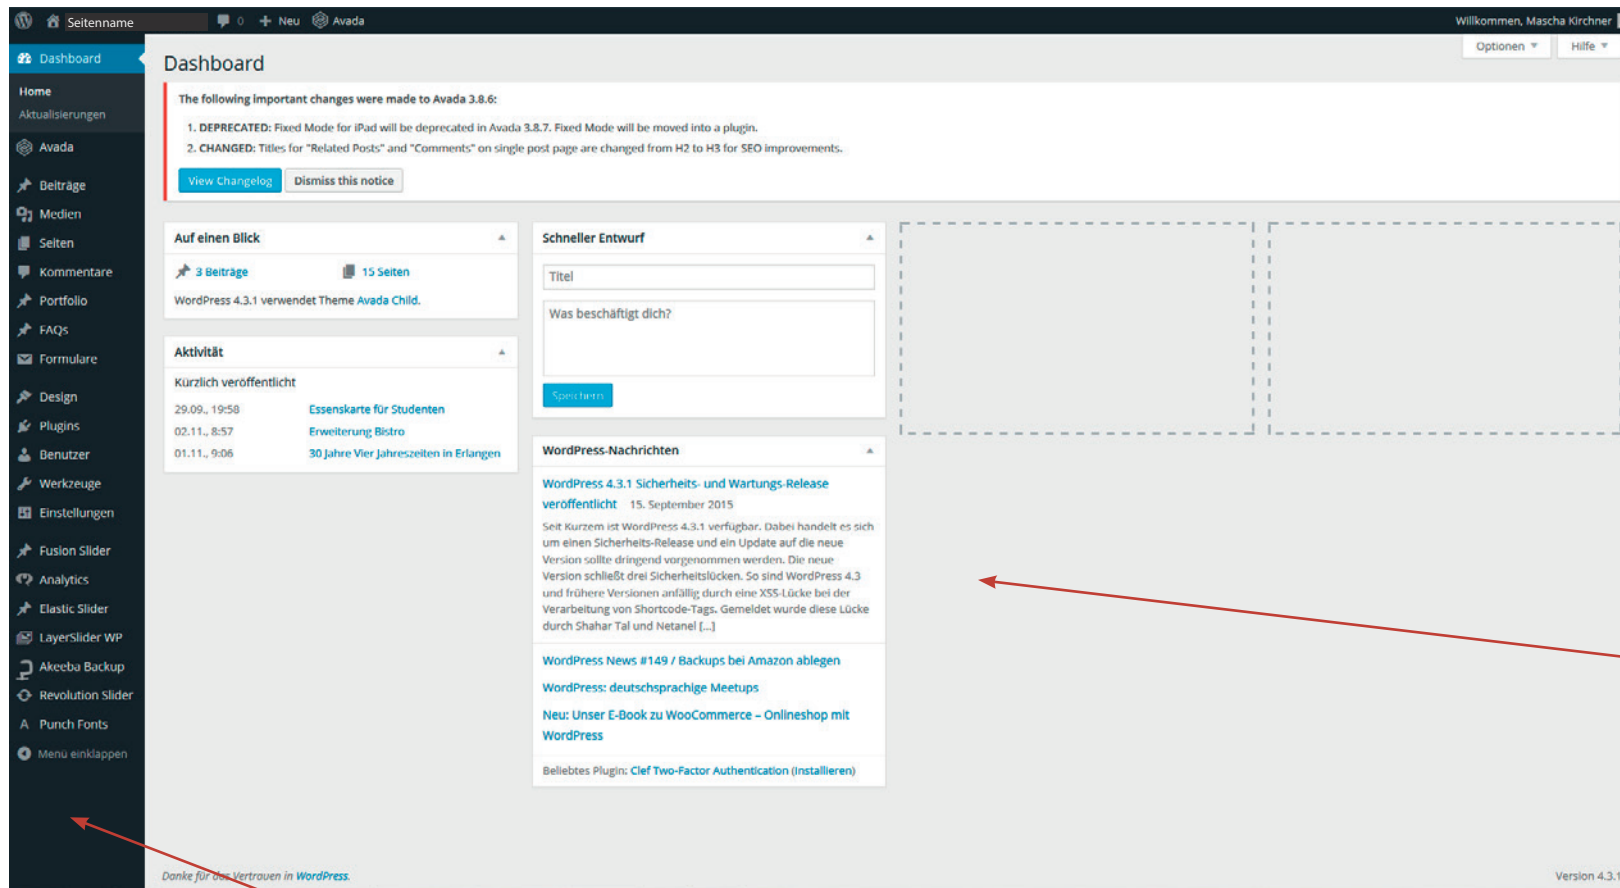 Seitenname 0 Neu Avada Willkommen, Mascha Kirchner
Optionen Hilfe
Dashboard
Home
Aktualisierungen
Avada
Beiträge
Medien
Seiten
Kommentare
Portfolio
FAQs
Formulare
Design
Plugins
Benutzer
Werkzeuge
Einstellungen
Fusion Slider
Analytics
Elastic Slider
LayerSlider WP
Akeeba Backup
Revolution Slider
A Punch Fonts
Menü einklappen
Dashboard
The following important changes were made to Avada 3.8.6:
1. DEPRECATED: Fixed Mode for iPad will be deprecated in Avada 3.8.7. Fixed Mode will be moved into a plugin.
2. CHANGED: Titles for "Related Posts" and "Comments" on single post page are changed from H2 to H3 for SEO improvements.
View Changelog Dismiss this notice
Auf einen Blick
3 Beiträge 15 Seiten
WordPress 4.3.1 verwendet Theme Avada Child.
Aktivität
Kürzlich veröffentlicht
29.09., 19:58 Essenskarte für Studenten
02.11., 8:57 Erweiterung Bistro
01.11., 9:06 30 Jahre Vier Jahreszeiten in Erlangen
Schneller Entwurf
Titel
Was beschäftigt dich?
Speichern
WordPress-Nachrichten
WordPress 4.3.1 Sicherheits- und Wartungs-Release
veröffentlicht 15. September 2015
Seit Kurzem ist WordPress 4.3.1 verfügbar. Dabei handelt es sich
um einen Sicherheits-Release und ein Update auf die neue
Version sollte dringend vorgenommen werden. Die neue
Version schließt drei Sicherheitslücken. So sind WordPress 4.3
und frühere Versionen anfällig durch eine XSS-Lücke bei der
Verarbeitung von Shortcode-Tags. Gemeldet wurde diese Lücke
durch Shahar Tal und Netanel [...]
WordPress News #149 / Backups bei Amazon ablegen
WordPress: deutschsprachige Meetups
Neu: Unser E-Book zu WooCommerce – Onlineshop mit
WordPress
Beliebtes Plugin: Clef Two-Factor Authentication (Installieren)
Danke für das Vertrauen in WordPress.
Version 4.3.1